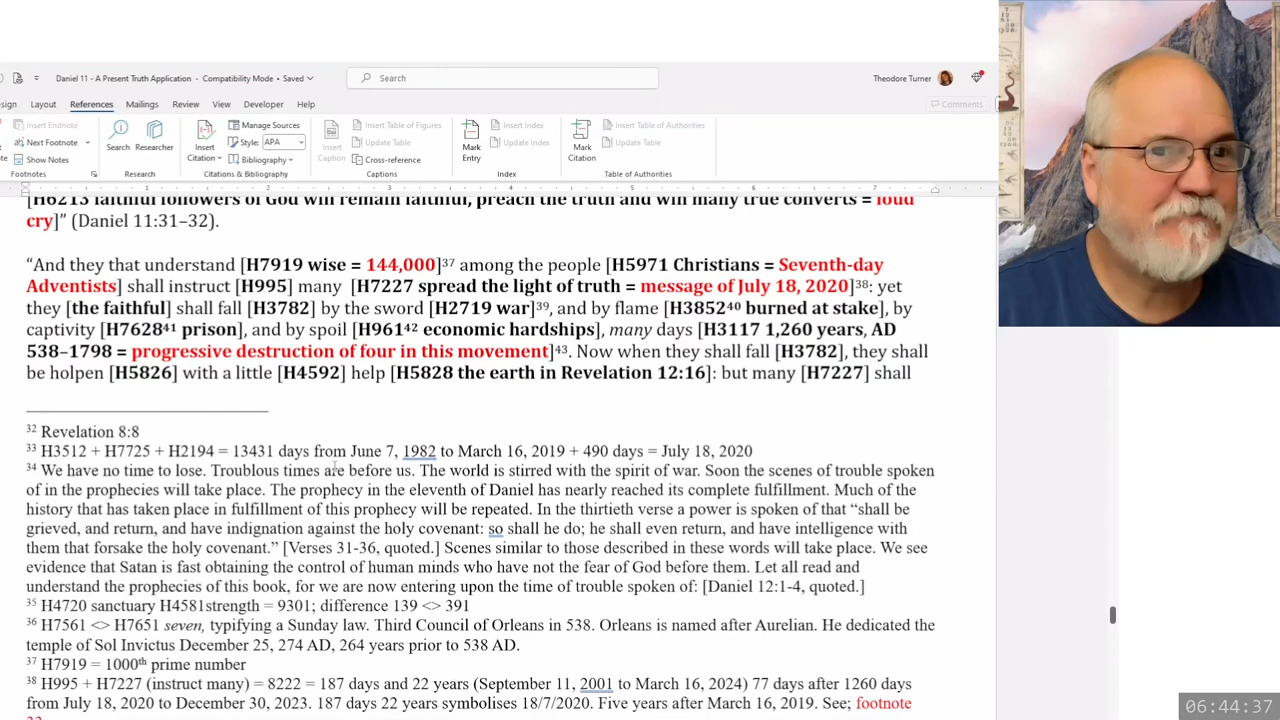 Daniel 11 - A Present Truth Application - Compatibility Mode • Saved
Search
Theodore Turner
sign Layout References Mailings Review View Developer Help
Comments
Insert Endnote
Next Footnote
Show Notes
Footnotes
Search
Researcher
Research
Insert
Citation
Manage Sources
Style: APA
Bibliography
Citations & Bibliography
Insert
Caption
Insert Table of Figures
Update Table
Cross-reference
Captions
Mark
Entry
Insert Index
Update Index
Index
Mark
Citation
Insert Table of Authorities
Update Table
Table of Authorities
1 2 3 4 5 6 7
[H6213 faithful followers of God will remain faithful, preach the truth and will many true converts = loud
cry]” (Daniel 11:31–32).
“And they that understand [H7919 wise = 144,000]37 among the people [H5971 Christians = Seventh-day
Adventists] shall instruct [H995] many [H7227 spread the light of truth = message of July 18, 2020]38: yet
they [the faithful] shall fall [H3782] by the sword [H2719 war]39, and by flame [H385240 burned at stake], by
captivity [H762841 prison], and by spoil [H96142 economic hardships], many days [H3117 1,260 years, AD
538–1798 = progressive destruction of four in this movement]43. Now when they shall fall [H3782], they shall
be holpen [H5826] with a little [H4592] help [H5828 the earth in Revelation 12:16]: but many [H7227] shall
32 Revelation 8:8
33 H3512 + H7725 + H2194 = 13431 days from June 7, 1982 to March 16, 2019 + 490 days = July 18, 2020
34 We have no time to lose. Troublous times are before us. The world is stirred with the spirit of war. Soon the scenes of trouble spoken
of in the prophecies will take place. The prophecy in the eleventh of Daniel has nearly reached its complete fulfillment. Much of the
history that has taken place in fulfillment of this prophecy will be repeated. In the thirtieth verse a power is spoken of that “shall be
grieved, and return, and have indignation against the holy covenant: so shall he do; he shall even return, and have intelligence with
them that forsake the holy covenant.” [Verses 31-36, quoted.] Scenes similar to those described in these words will take place. We see
evidence that Satan is fast obtaining the control of human minds who have not the fear of God before them. Let all read and
understand the prophecies of this book, for we are now entering upon the time of trouble spoken of: [Daniel 12:1-4, quoted.]
35 H4720 sanctuary H4581strength = 9301; difference 139 <> 391
36 H7561 <> H7651 seven, typifying a Sunday law. Third Council of Orleans in 538. Orleans is named after Aurelian. He dedicated the
temple of Sol Invictus December 25, 274 AD, 264 years prior to 538 AD.
37 H7919 = 1000th prime number
38 H995 + H7227 (instruct many) = 8222 = 187 days and 22 years (September 11, 2001 to March 16, 2024) 77 days after 1260 days
from July 18, 2020 to December 30, 2023. 187 days 22 years symbolises 18/7/2020. Five years after March 16, 2019. See; footnote
06:44:37